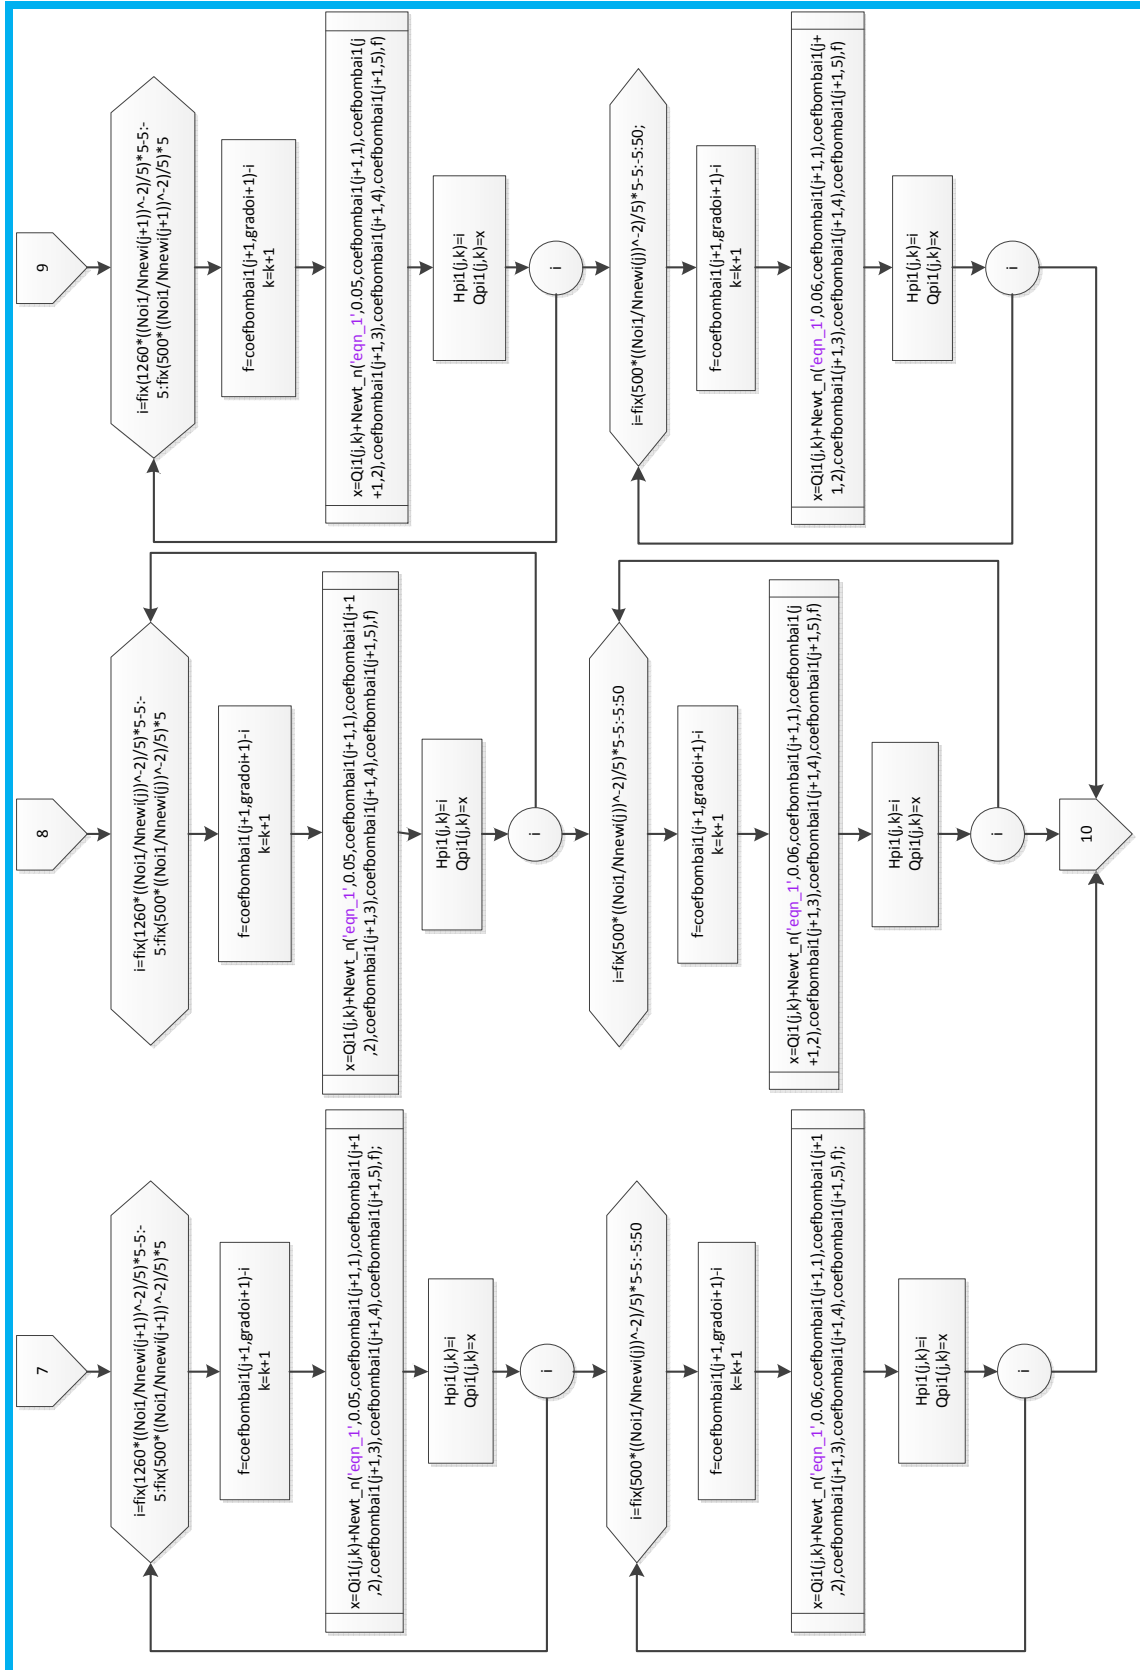 7
i=fix(1260*((Noi1/Nnewi(j+1))^-2)/5)*5-5:-
5:fix(500*((Noi1/Nnewi(j+1))^-2)/5)*5
f=coefbombai1(j+1,gradoi+1)-i
k=k+1
x=Qi1(j,k)+Newt_n('eqn_1',0.05,coefbombai1(j+1,1),coefbombai1(j+1
,2),coefbombai1(j+1,3),coefbombai1(j+1,4),coefbombai1(j+1,5),f);
Hpi1(j,k)=i
Qpi1(j,k)=x
i
i=fix(500*((Noi1/Nnewi(j))^-2)/5)*5-5:-5:50
f=coefbombai1(j+1,gradoi+1)-i
k=k+1
x=Qi1(j,k)+Newt_n('eqn_1',0.06,coefbombai1(j+1,1),coefbombai1(j+1
,2),coefbombai1(j+1,3),coefbombai1(j+1,4),coefbombai1(j+1,5),f);
Hpi1(j,k)=i
Qpi1(j,k)=x
i
8
i=fix(1260*((Noi1/Nnewi(j))^-2)/5)*5-5:-
5:fix(500*((Noi1/Nnewi(j))^-2)/5)*5
f=coefbombai1(j+1,gradoi+1)-i
k=k+1
x=Qi1(j,k)+Newt_n('eqn_1',0.05,coefbombai1(j+1,1),coefbombai1(j+1
,2),coefbombai1(j+1,3),coefbombai1(j+1,4),coefbombai1(j+1,5),f)
Hpi1(j,k)=i
Qpi1(j,k)=x
i
i=fix(500*((Noi1/Nnewi(j))^-2)/5)*5-5:-5:50
f=coefbombai1(j+1,gradoi+1)-i
k=k+1
x=Qi1(j,k)+Newt_n('eqn_1',0.06,coefbombai1(j+1,1),coefbombai1(j
+1,2),coefbombai1(j+1,3),coefbombai1(j+1,4),coefbombai1(j+1,5),f)
Hpi1(j,k)=i
Qpi1(j,k)=x
i
10
9
i=fix(1260*((Noi1/Nnewi(j+1))^-2)/5)*5-5:-
5:fix(500*((Noi1/Nnewi(j+1))^-2)/5)*5
f=coefbombai1(j+1,gradoi+1)-i
k=k+1
x=Qi1(j,k)+Newt_n('eqn_1',0.05,coefbombai1(j+1,1),coefbombai1(j
+1,2),coefbombai1(j+1,3),coefbombai1(j+1,4),coefbombai1(j+1,5),f)
Hpi1(j,k)=i
Qpi1(j,k)=x
i
i=fix(500*((Noi1/Nnewi(j))^-2)/5)*5-5:-5:50;
f=coefbombai1(j+1,gradoi+1)-i
k=k+1
x=Qi1(j,k)+Newt_n('eqn_1',0.06,coefbombai1(j+1,1),coefbombai1(j+
1,2),coefbombai1(j+1,3),coefbombai1(j+1,4),coefbombai1(j+1,5),f)
Hpi1(j,k)=i
Qpi1(j,k)=x
i